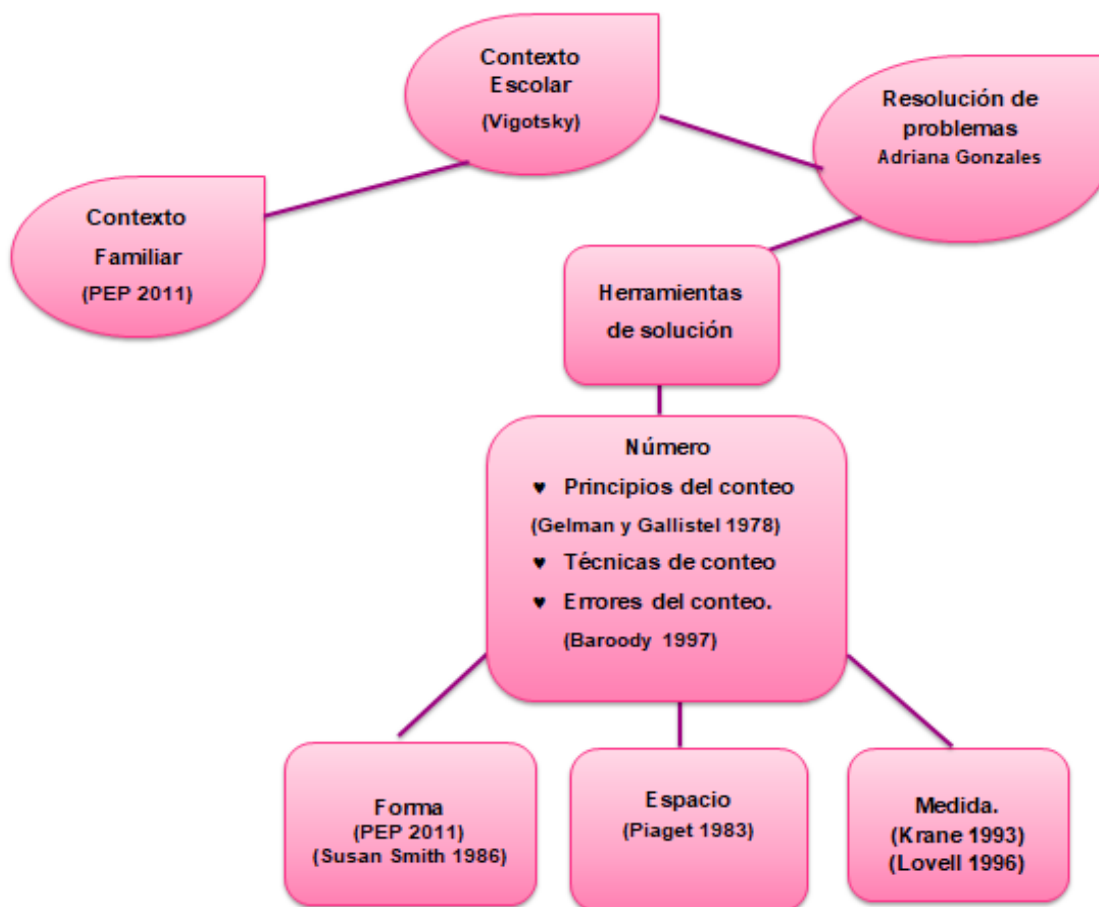 Contexto
Escolar
(Vigotsky)
Resolución de
problemas
Adriana Gonzales
Contexto
Familiar
(PEP 2011)
Herramientas
de solución
Número
♥ Principios del conteo
(Gelman y Gallistel 1978)
♥ Técnicas de conteo
♥ Errores del conteo.
(Baroody 1997)
Forma
(PEP 2011)
(Susan Smith 1986)
Espacio
(Piaget 1983)
Medida.
(Krane 1993)
(Lovell 1996)